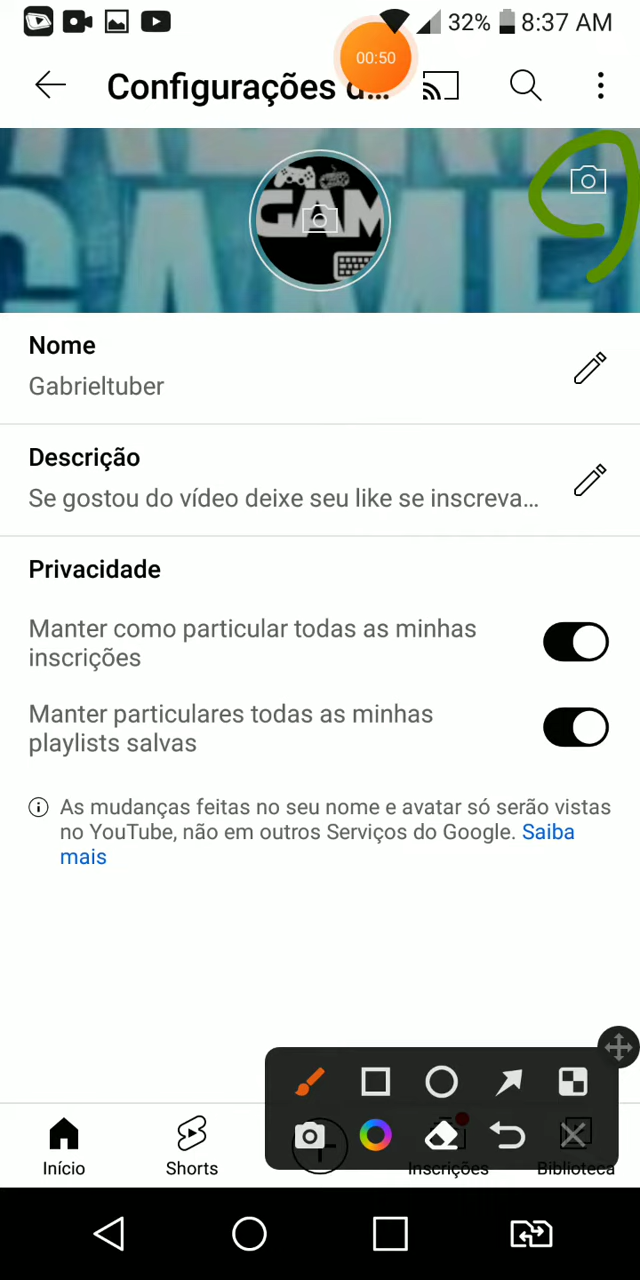 32% 8:37 AM
00:50
Configurações d...
GAME
GAM
Nome
Gabrieltuber
Descrição
Se gostou do vídeo deixe seu like se inscreva...
Privacidade
Manter como particular todas as minhas
inscrições
Manter particulares todas as minhas
playlists salvas
As mudanças feitas no seu nome e avatar só serão vistas
no YouTube, não em outros Serviços do Google. Saiba
mais
Início
Shorts
Inscrições
Biblioteca